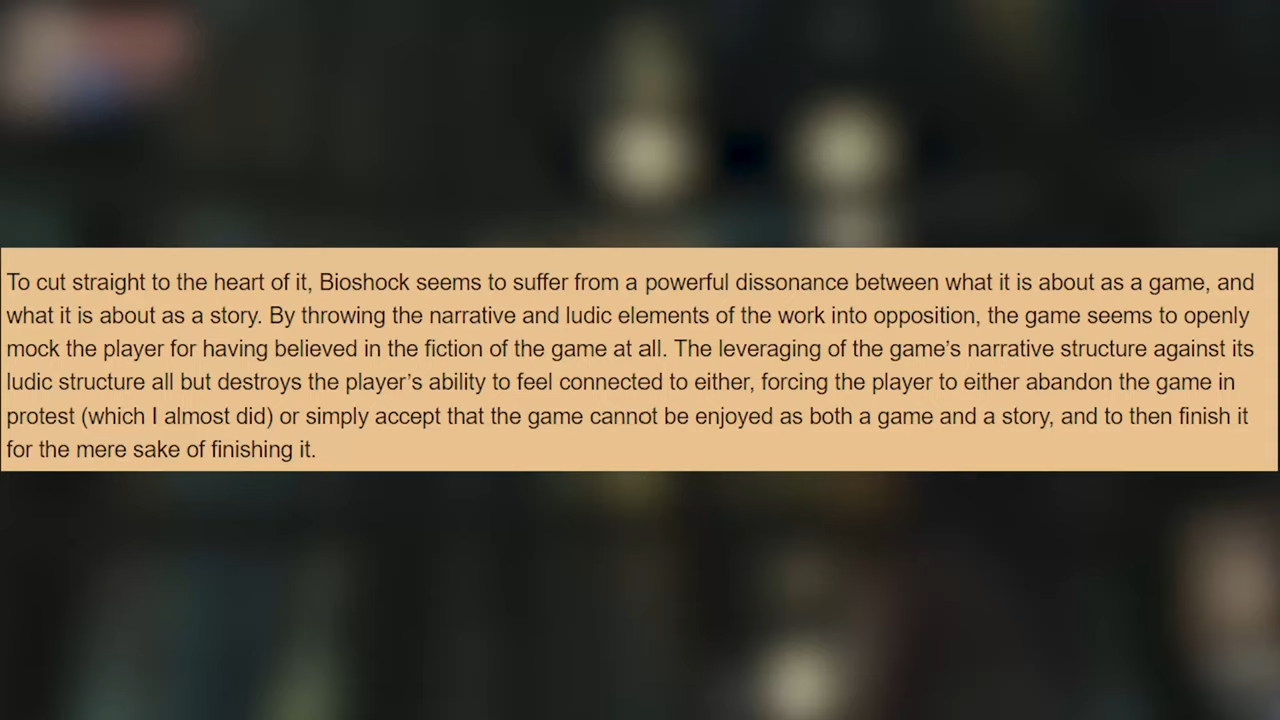 To cut straight to the heart of it, Bioshock seems to suffer from a powerful dissonance between what it is about as a game, and
what it is about as a story. By throwing the narrative and ludic elements of the work into opposition, the game seems to openly
mock the player for having believed in the fiction of the game at all. The leveraging of the game’s narrative structure against its
ludic structure all but destroys the player’s ability to feel connected to either, forcing the player to either abandon the game in
protest (which I almost did) or simply accept that the game cannot be enjoyed as both a game and a story, and to then finish it
for the mere sake of finishing it.